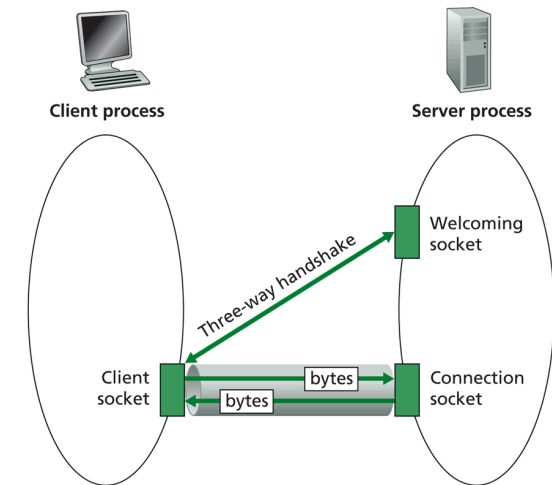 Client process
Server process
Welcoming
socket
Three-way handshake
Client
socket
bytes
bytes
Connection
socket